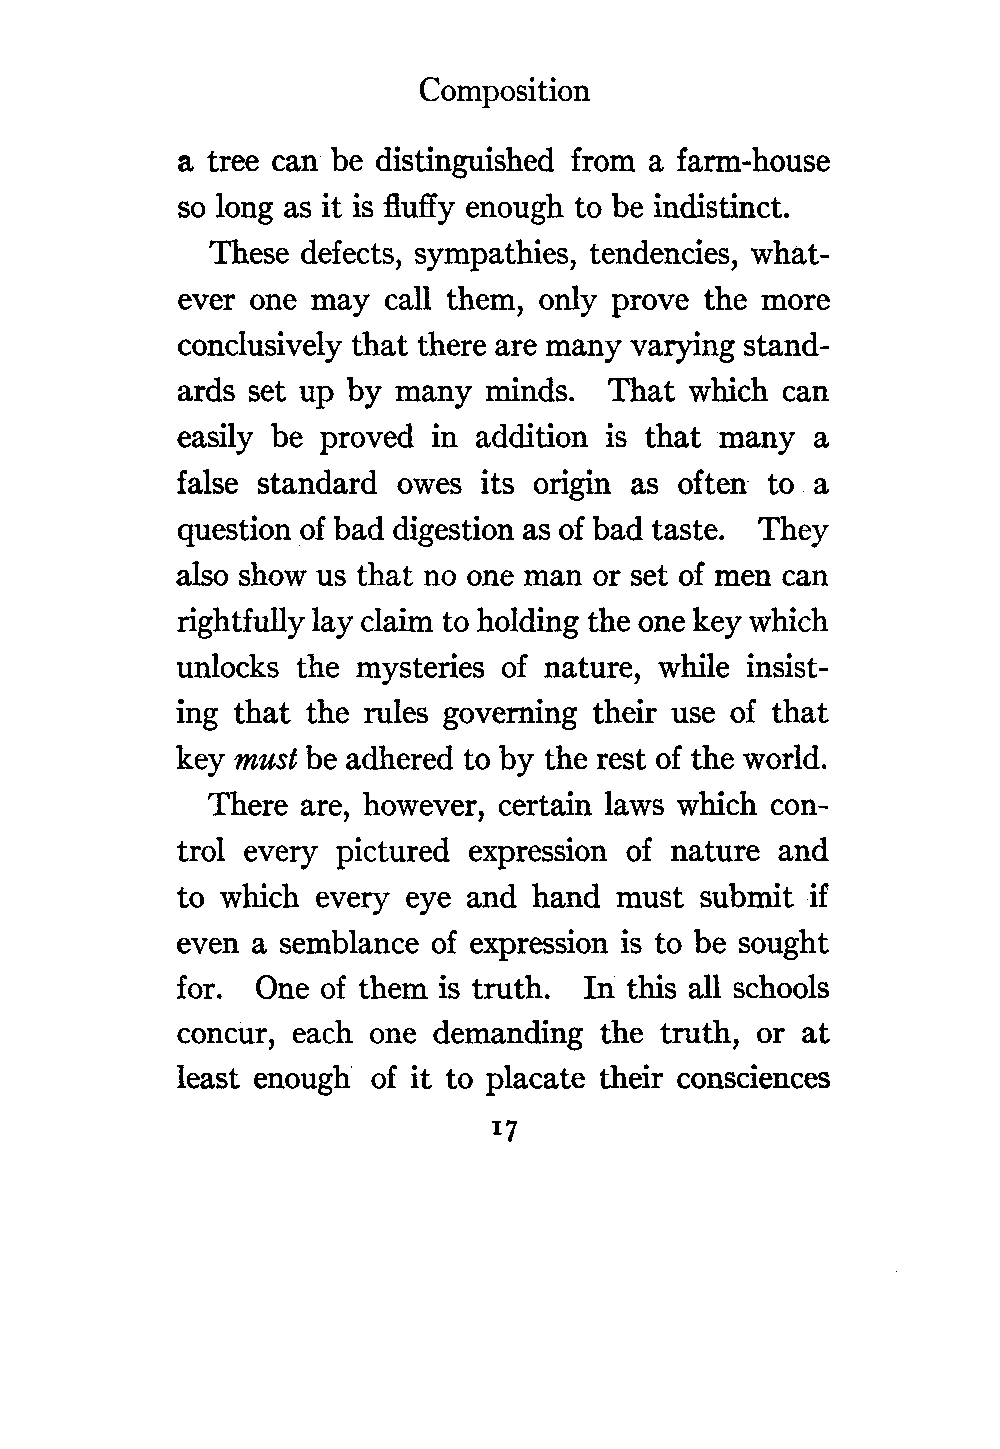 Composition
a tree can be distinguished from a farm-house
so long as it is fluffy enough to be indistinct.
These defects, sympathies, tendencies, what-
ever one may call them, only prove the more
conclusively that there are many varying stand-
ards set up by many minds. That which can
easily be proved in addition is that many a
false standard owes its origin as often to a
question of bad digestion as of bad taste. They
also show us that no one man or set of men can
rightfully lay claim to holding the one key which
unlocks the mysteries of nature, while insist-
ing that the rules governing their use of that
key must be adhered to by the rest of the world.
There are, however, certain laws which con-
trol every pictured expression of nature and
to which every eye and hand must submit if
even a semblance of expression is to be sought
for. One of them is truth. In this all schools
concur, each one demanding the truth, or at
least enough of it to placate their consciences
17